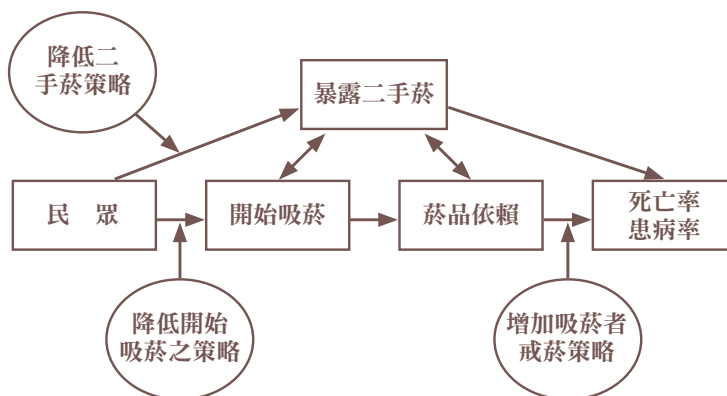 降低二
手菸策略
暴露二手菸
民 眾
開始吸菸
菸品依賴
死亡率
患病率
降低開始
吸菸之策略
增加吸菸者
戒菸策略